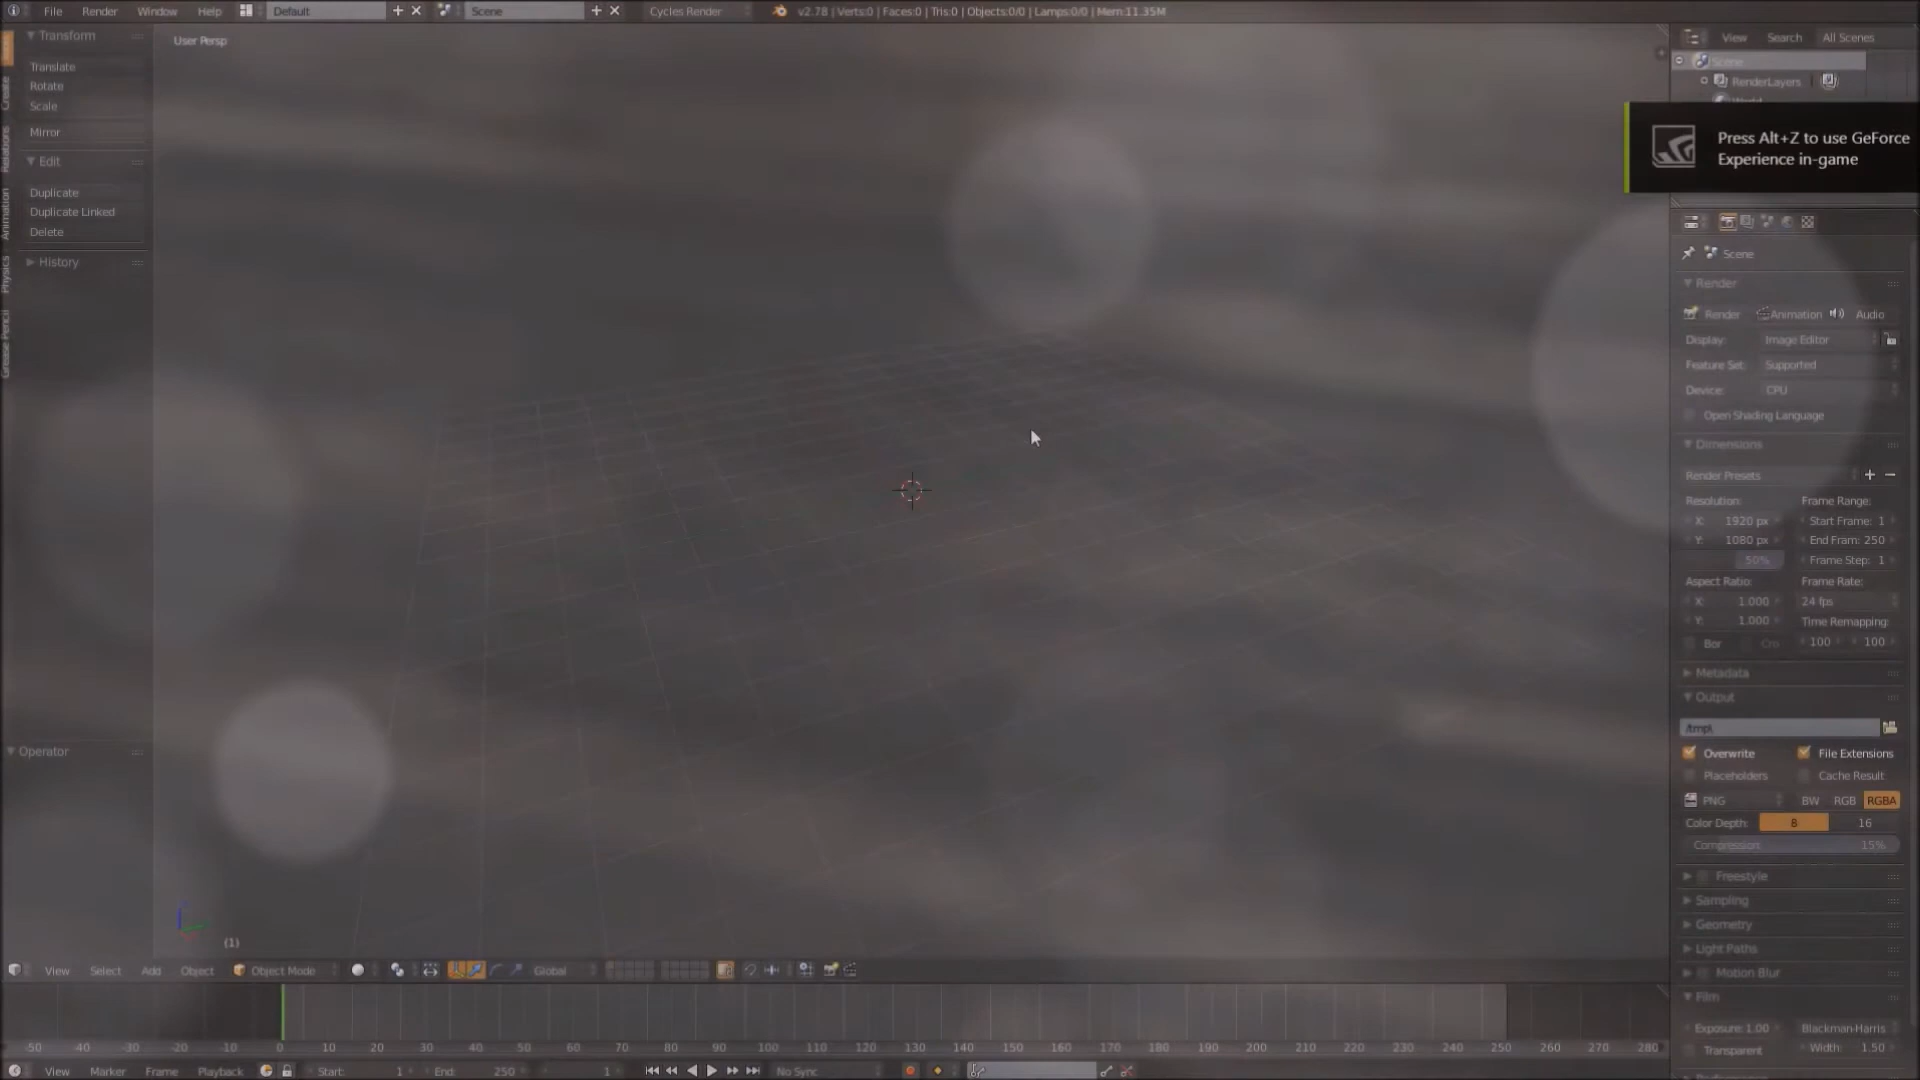 File Render Window Help Default Scene Cycles Render v2.78 | Verts:0 | Faces:0 | Tris:0 | Objects:0/0 | Lamps:0/0 | Mem:11.35M
Transform
Translate
Rotate
Scale
Mirror
Edit
Duplicate
Duplicate Linked
Delete
History
Create
Relations
Animation
Physics
Grease Pencil
Operator
User Persp
(1)
View Search All Scenes
Scene
RenderLayers
World
Press Alt+Z to use GeForce
Experience in-game
Scene
Render
Render Animation Audio
Display: Image Editor
Feature Set: Supported
Device: CPU
Open Shading Language
Dimensions
Render Presets
Resolution: Frame Range:
X: 1920 px Start Frame: 1
Y: 1080 px End Fram: 250
50% Frame Step: 1
Aspect Ratio: Frame Rate:
X: 1.000 24 fps
Y: 1.000 Time Remapping:
Bor Cro 100 100
Metadata
Output
/tmp\
Overwrite File Extensions
Placeholders Cache Result
PNG BW RGB RGBA
Color Depth: 8 16
Compression: 15%
Freestyle
Sampling
Geometry
Light Paths
Motion Blur
Film
Exposure: 1.00 Blackman-Harris
Transparent Width: 1.50
View Select Add Object Object Mode Global
-50 -40 -30 -20 -10 0 10 20 30 40 50 60 70 80 90 100 110 120 130 140 150 160 170 180 190 200 210 220 230 240 250 260 270 280
View Marker Frame Playback Start: 1 End: 250 1 No Sync